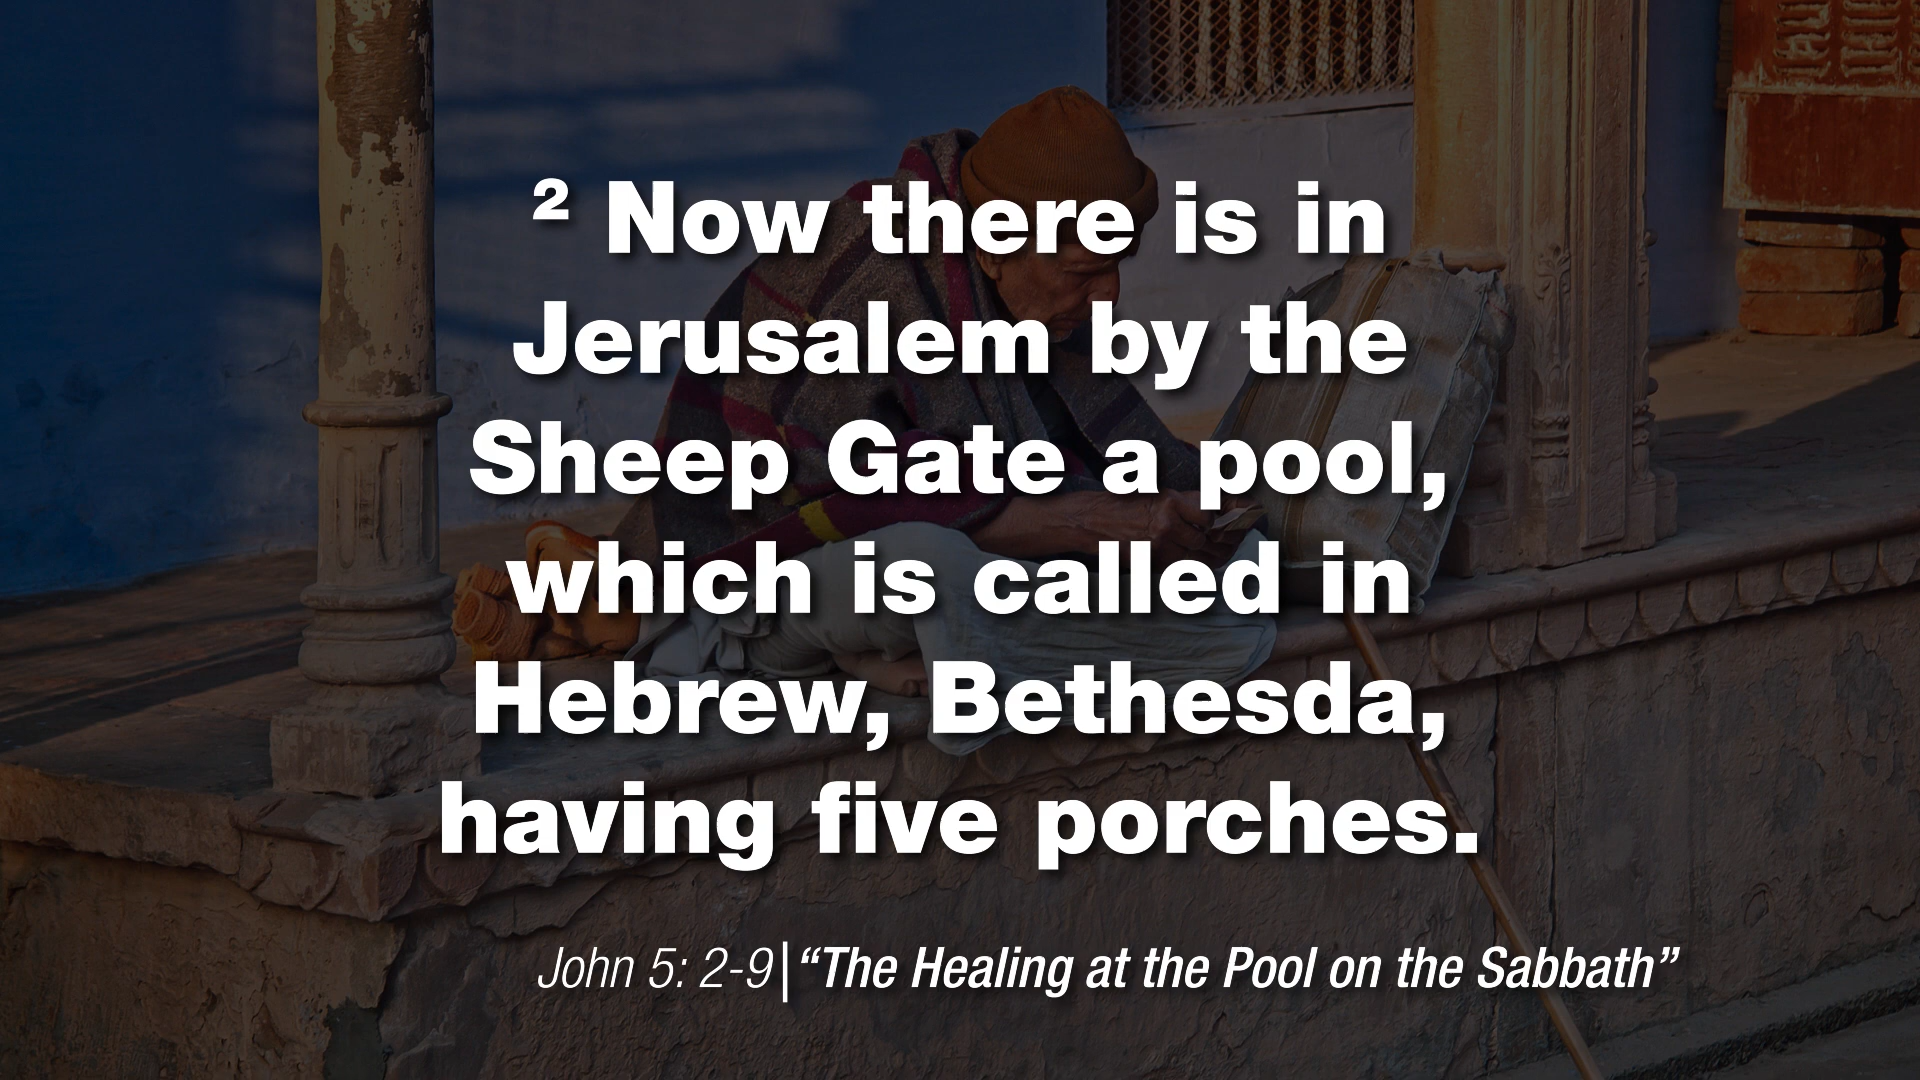 ² Now there is in
Jerusalem by the
Sheep Gate a pool,
which is called in
Hebrew, Bethesda,
having five porches.
John 5: 2-9|“The Healing at the Pool on the Sabbath”